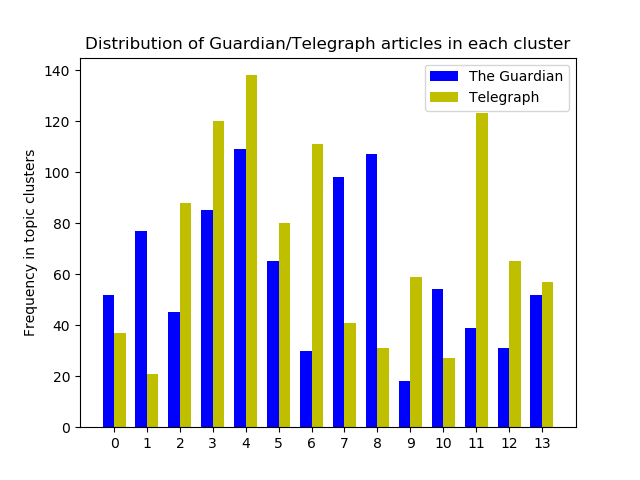 Distribution of Guardian/Telegraph articles in each cluster
The Guardian
Telegraph
Frequency in topic clusters
140
120
100
80
60
40
20
0
0 1 2 3 4 5 6 7 8 9 10 11 12 13